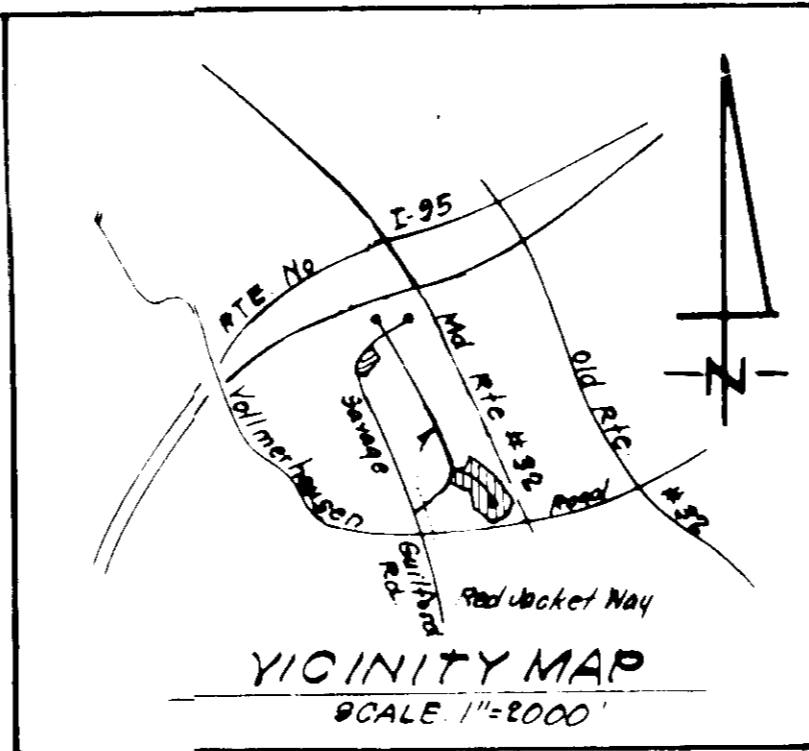 RTE. No I-95
Md Rte #32
Old Rte #32
Vollmerhausen Road
Savage Guilford Rd.
Red Jacket Way
N
VICINITY MAP
SCALE 1"=2000'